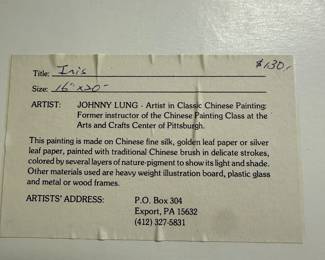 $130.-
Title: Iris
Size: 16" x 20"
ARTIST: JOHNNY LUNG - Artist in Classic Chinese Painting:
Former instructor of the Chinese Painting Class at the
Arts and Crafts Center of Pittsburgh.
This painting is made on Chinese fine silk, golden leaf paper or silver
leaf paper, painted with traditional Chinese brush in delicate strokes,
colored by several layers of nature-pigment to show its light and shade.
Other materials used are heavy weight illustration board, plastic glass
and metal or wood frames.
ARTISTS' ADDRESS: P.O. Box 304
Export, PA 15632
(412) 327-5831